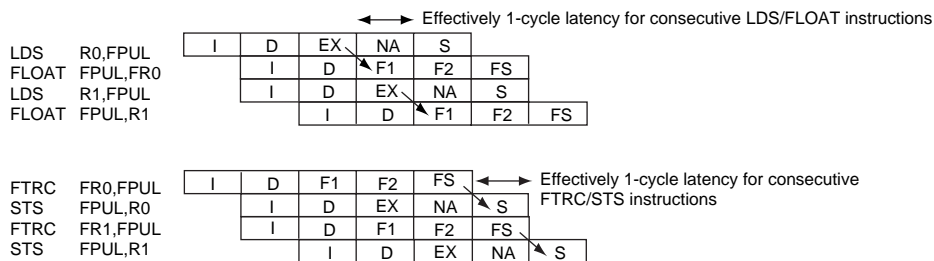 Effectively 1-cycle latency for consecutive LDS/FLOAT instructions
LDS R0,FPUL I D EX NA S
FLOAT FPUL,FR0 I D F1 F2 FS
LDS R1,FPUL I D EX NA S
FLOAT FPUL,R1 I D F1 F2 FS
FTRC FR0,FPUL I D F1 F2 FS
Effectively 1-cycle latency for consecutive
FTRC/STS instructions
STS FPUL,R0 I D EX NA S
FTRC FR1,FPUL I D F1 F2 FS
STS FPUL,R1 I D EX NA S